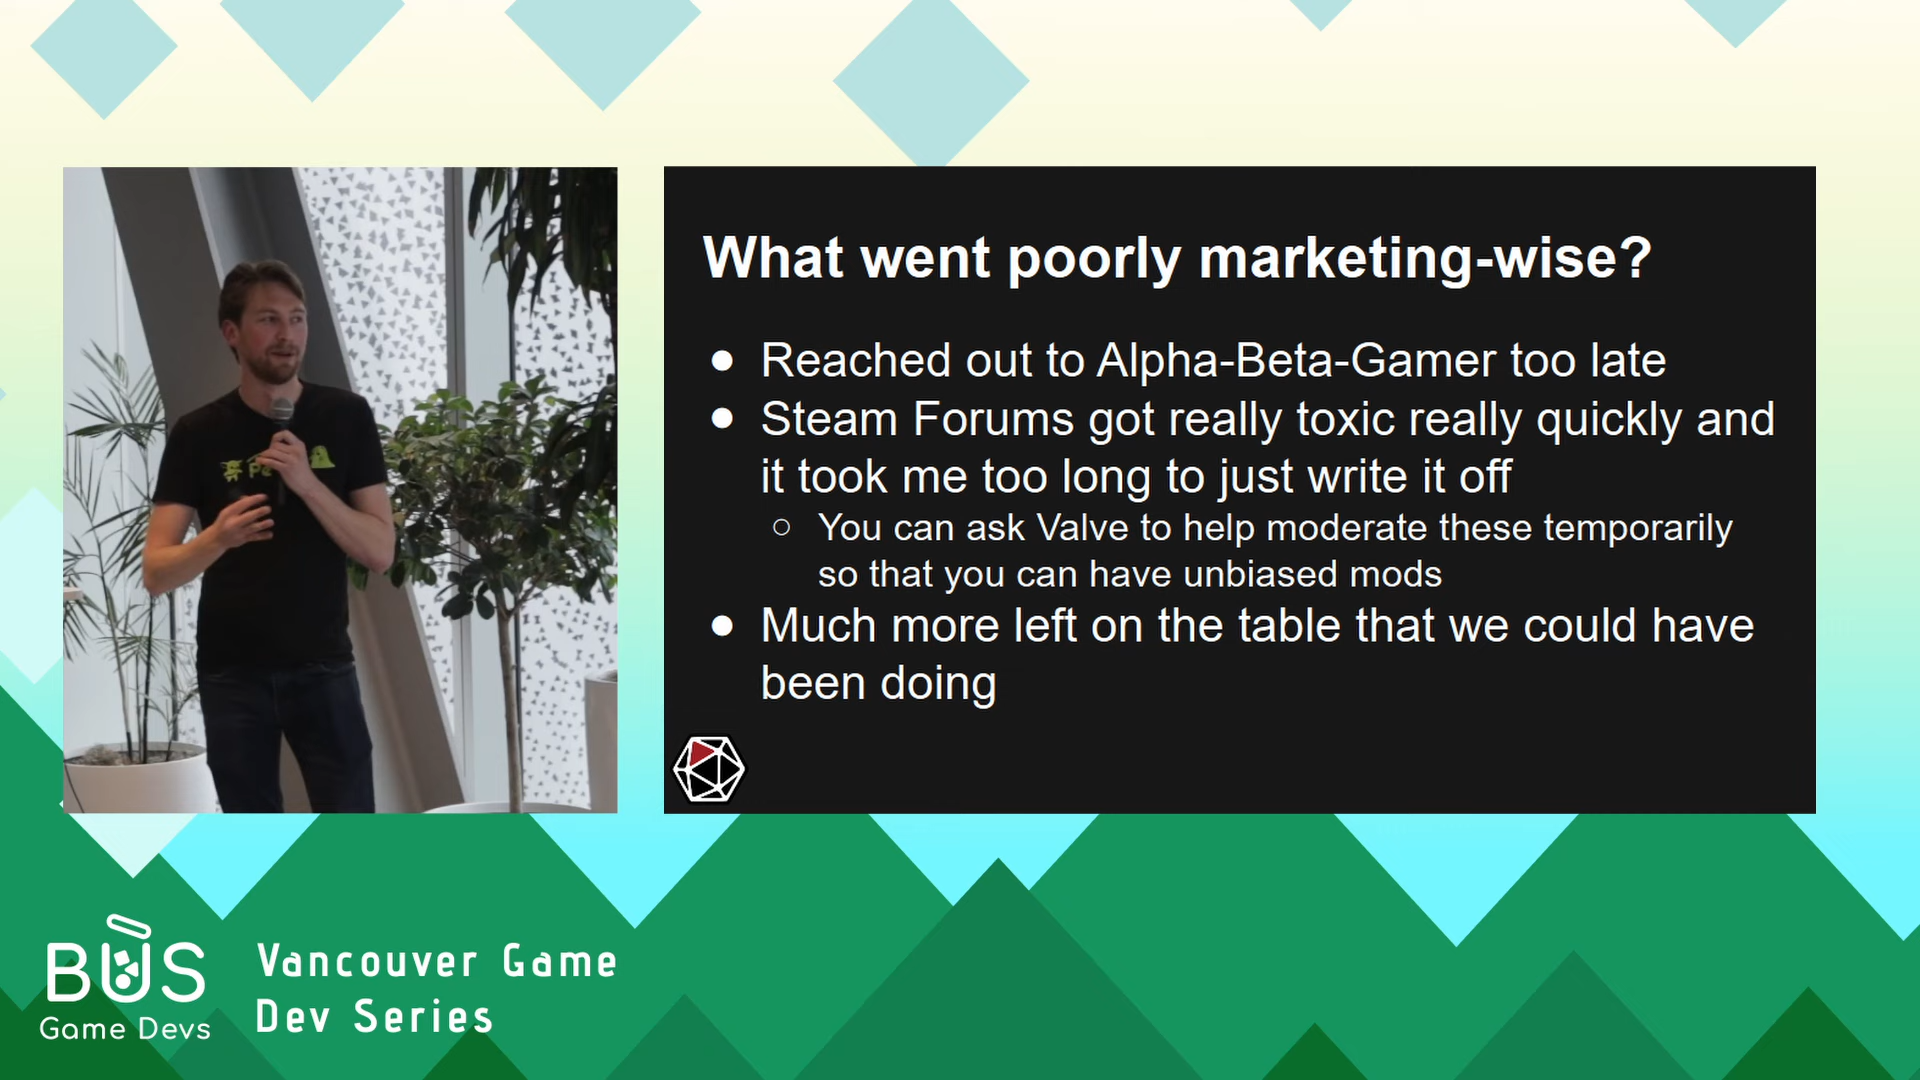 What went poorly marketing-wise?
● Reached out to Alpha-Beta-Gamer too late
● Steam Forums got really toxic really quickly and
it took me too long to just write it off
○ You can ask Valve to help moderate these temporarily
so that you can have unbiased mods
● Much more left on the table that we could have
been doing
BUS
Game Devs
Vancouver Game
Dev Series